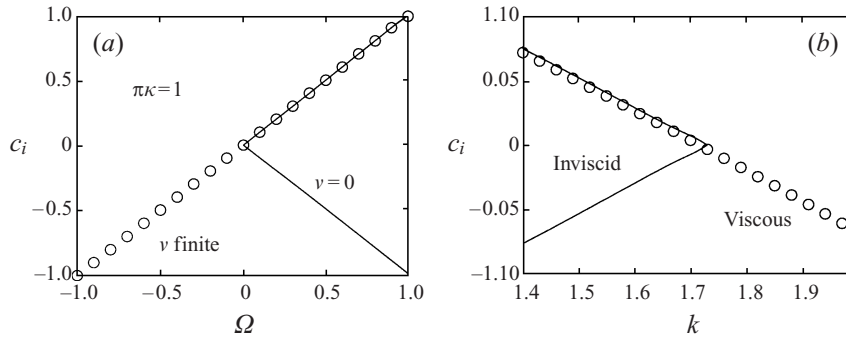 (a)
1.0
0.5
0
−0.5
−1.0
c_i
πκ = 1
ν = 0
ν finite
−1.0 −0.5 0 0.5 1.0
Ω
(b)
1.10
0.05
0
−0.05
−1.10
c_i
Inviscid
Viscous
1.4 1.5 1.6 1.7 1.8 1.9
k